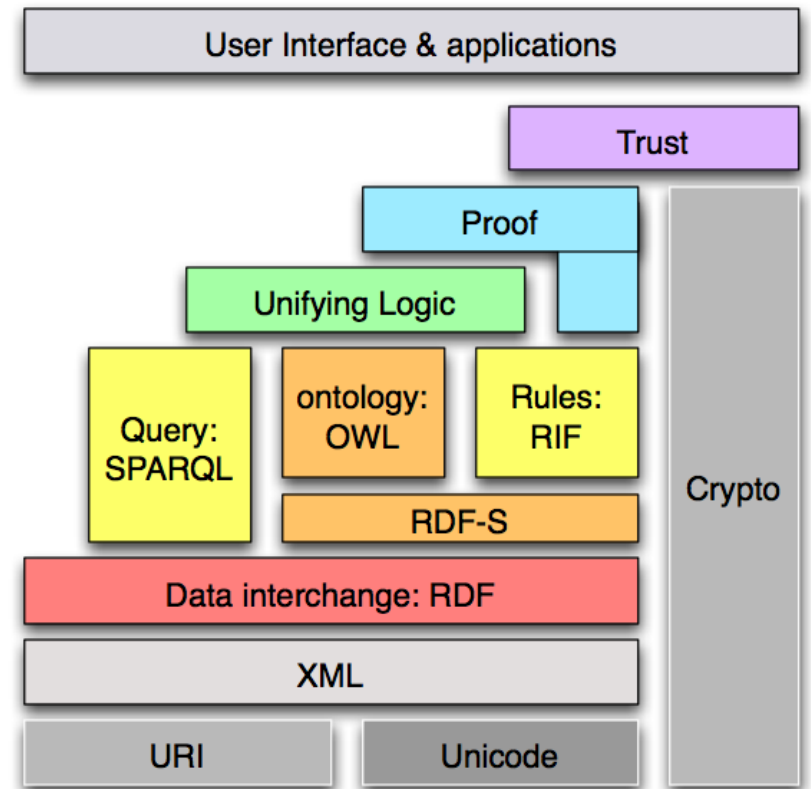 User Interface & applications
Trust
Proof
Unifying Logic
Query:
SPARQL
ontology:
OWL
Rules:
RIF
Crypto
RDF-S
Data interchange: RDF
XML
URI
Unicode